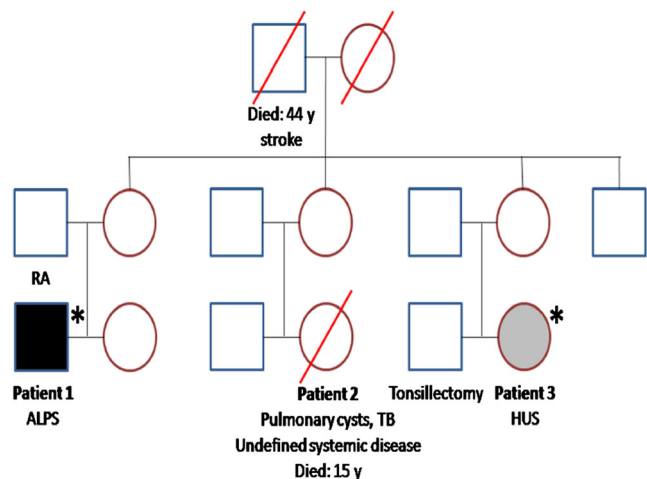 Died: 44 y
stroke
RA
*
*
Patient 1
ALPS
Patient 2
Pulmonary cysts, TB
Undefined systemic disease
Died: 15 y
Tonsillectomy
Patient 3
HUS